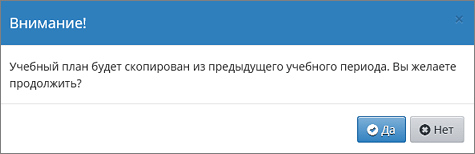 Внимание!
×
Учебный план будет скопирован из предыдущего учебного периода. Вы желаете
продолжить?
Да
Нет